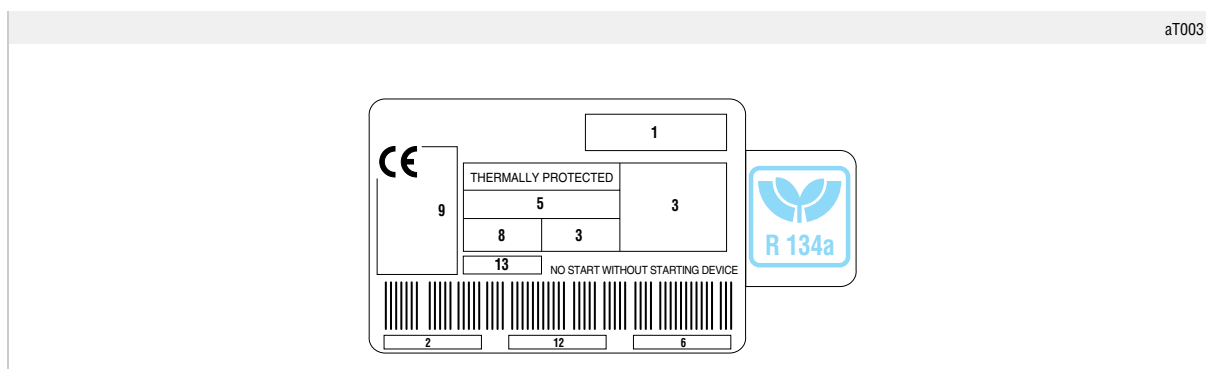 aT003
1
CE
THERMALLY PROTECTED
5
3
9
8 3
R 134a
13 NO START WITHOUT STARTING DEVICE
2 12 6